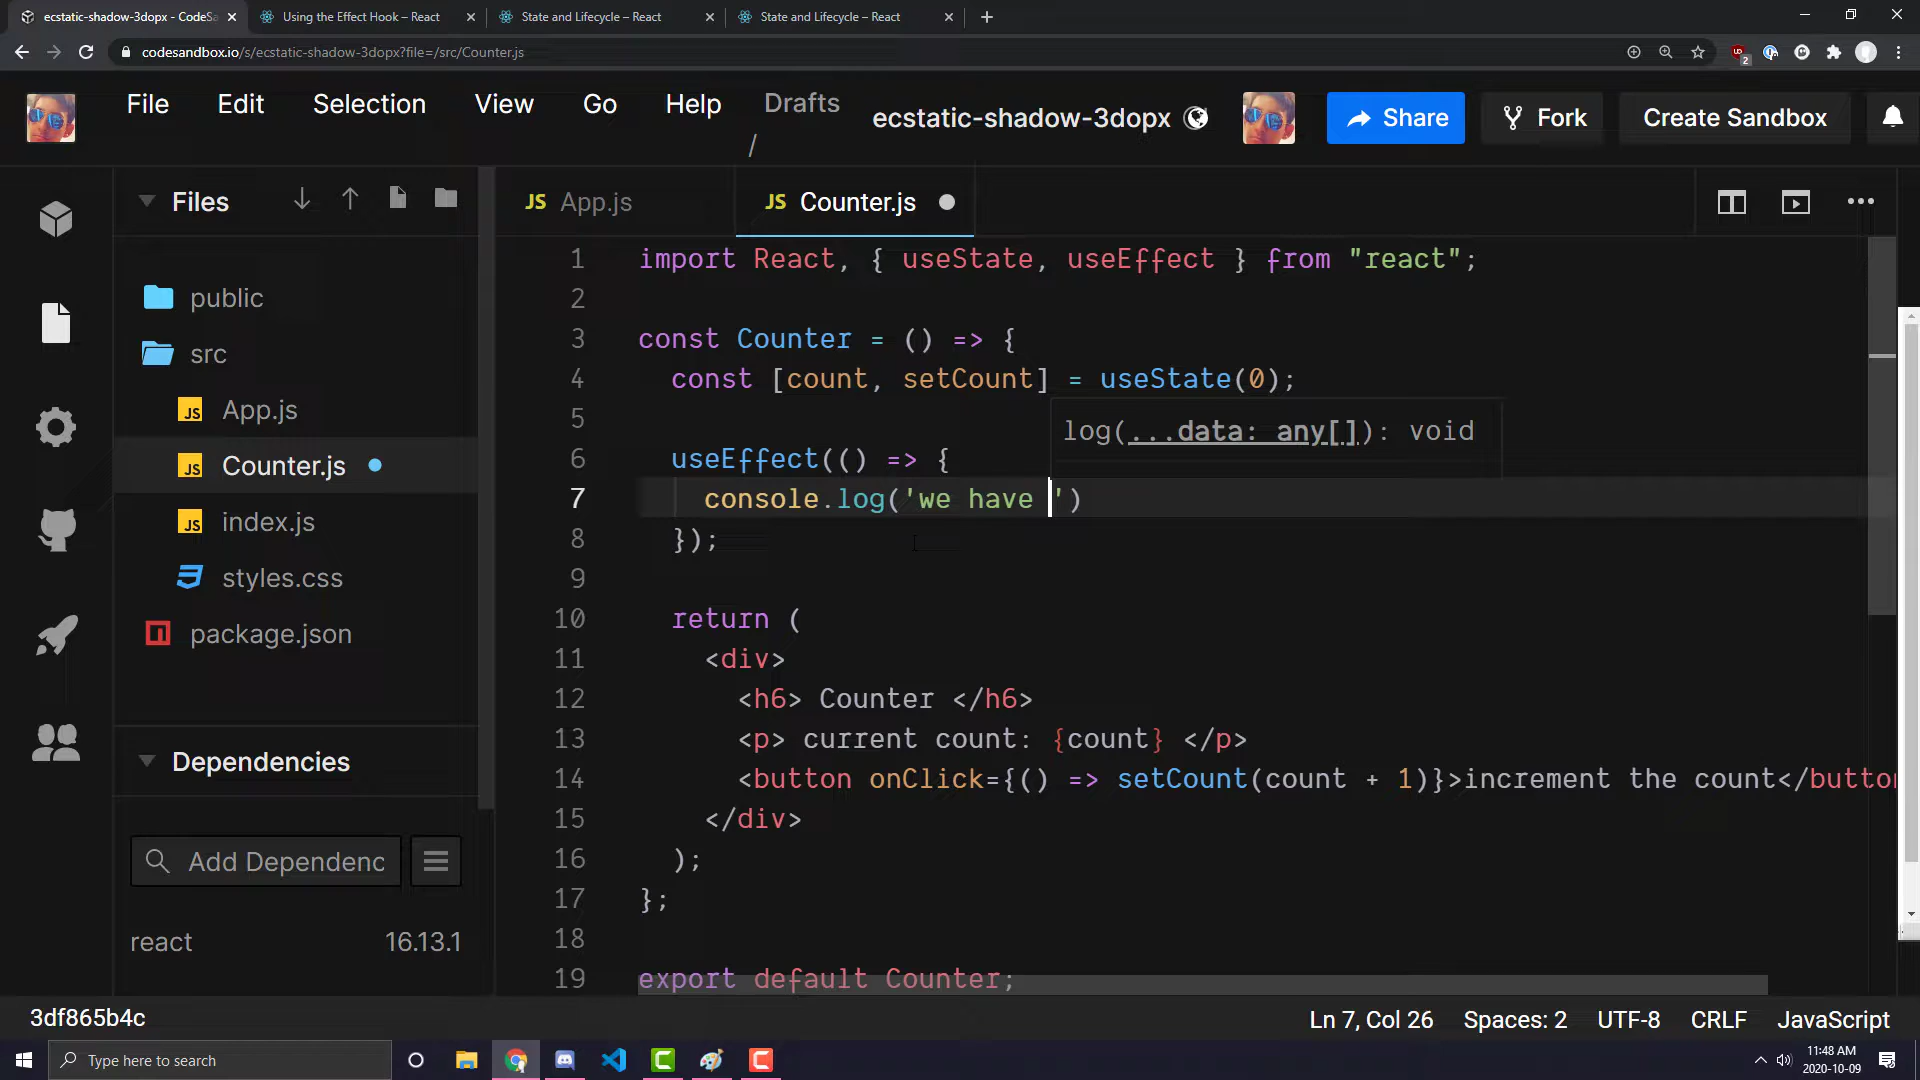 ecstatic-shadow-3dopx - CodeSa
Using the Effect Hook – React
State and Lifecycle – React
State and Lifecycle – React
codesandbox.io/s/ecstatic-shadow-3dopx?file=/src/Counter.js
2
File Edit Selection View Go Help Drafts
/
ecstatic-shadow-3dopx
Share
Fork
Create Sandbox
Files
JS App.js
JS Counter.js
public
src
JS App.js
JS Counter.js
JS index.js
styles.css
package.json
Dependencies
Add Dependenc
react 16.13.1
1 import React, { useState, useEffect } from "react";
2
3 const Counter = () => {
4 const [count, setCount] = useState(0);
5
log(...data: any[]): void
6 useEffect(() => {
7 console.log('we have ')
8 });
9
10 return (
11 <div>
12 <h6> Counter </h6>
13 <p> current count: {count} </p>
14 <button onClick={() => setCount(count + 1)}>increment the count</button
15 </div>
16 );
17 };
18
19 export default Counter;
3df865b4c
Ln 7, Col 26 Spaces: 2 UTF-8 CRLF JavaScript
Type here to search
11:48 AM
2020-10-09